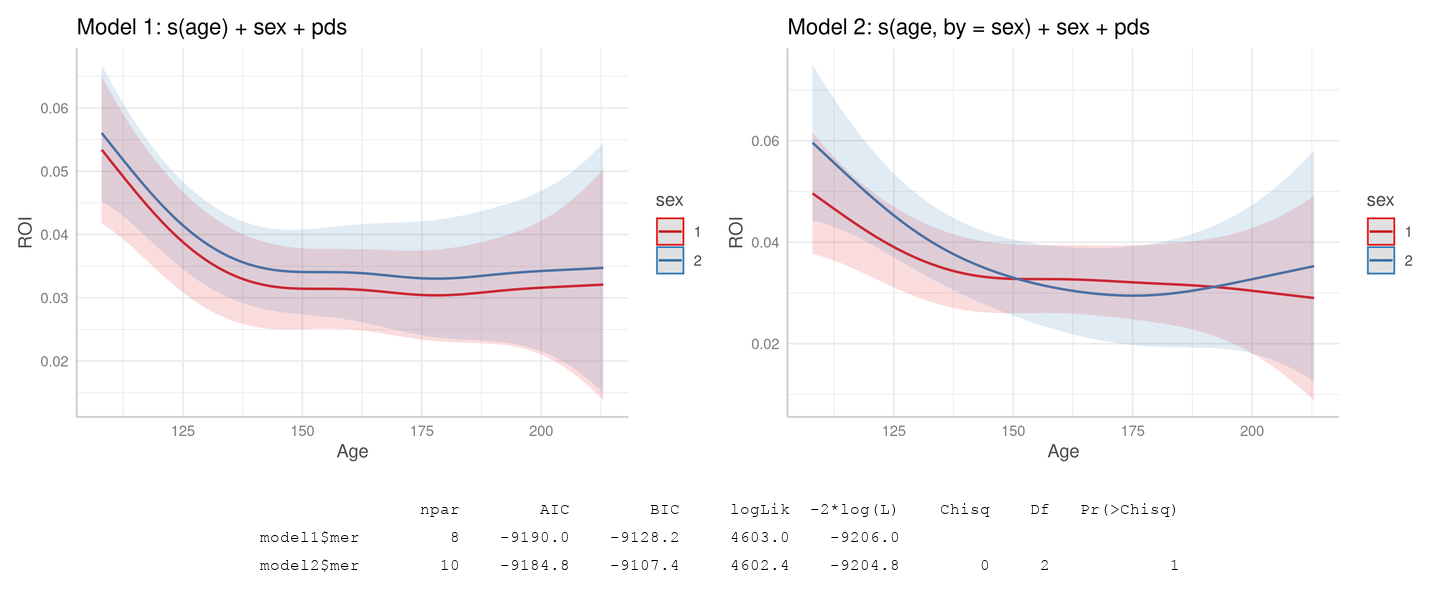 Model 1: s(age) + sex + pds
0.06
0.05
0.04
0.03
0.02
ROI
125 150 175 200
Age
sex
1
2
Model 2: s(age, by = sex) + sex + pds
0.06
0.04
0.02
ROI
125 150 175 200
Age
sex
1
2
npar AIC BIC logLik -2*log(L) Chisq Df Pr(>Chisq)
model1$mer 8 -9190.0 -9128.2 4603.0 -9206.0
model2$mer 10 -9184.8 -9107.4 4602.4 -9204.8 0 2 1